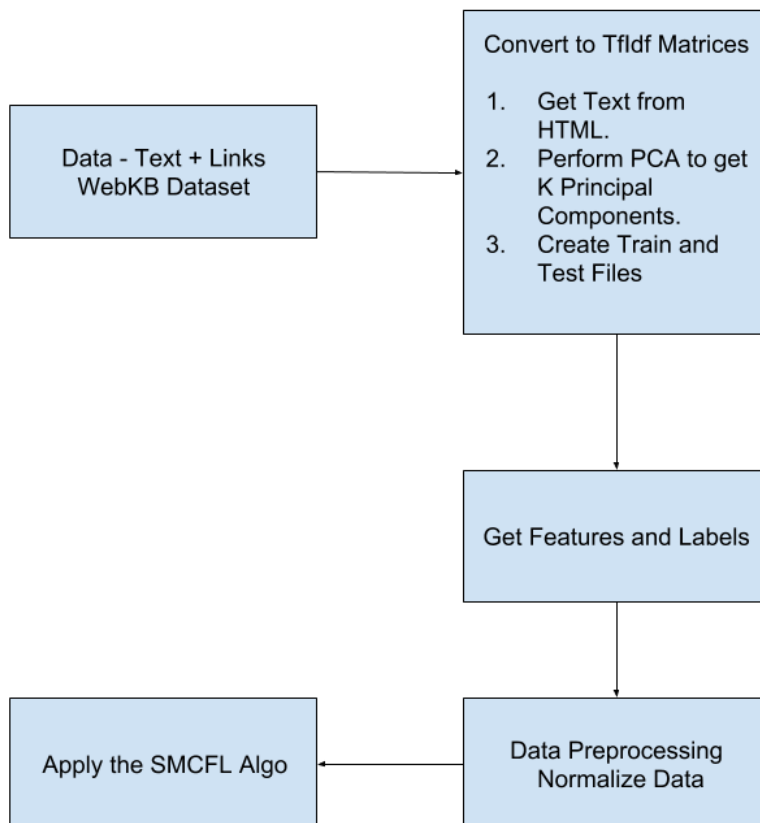 Data - Text + Links
WebKB Dataset
Convert to TfIdf Matrices
1. Get Text from
HTML.
2. Perform PCA to get
K Principal
Components.
3. Create Train and
Test Files
Get Features and Labels
Data Preprocessing
Normalize Data
Apply the SMCFL Algo